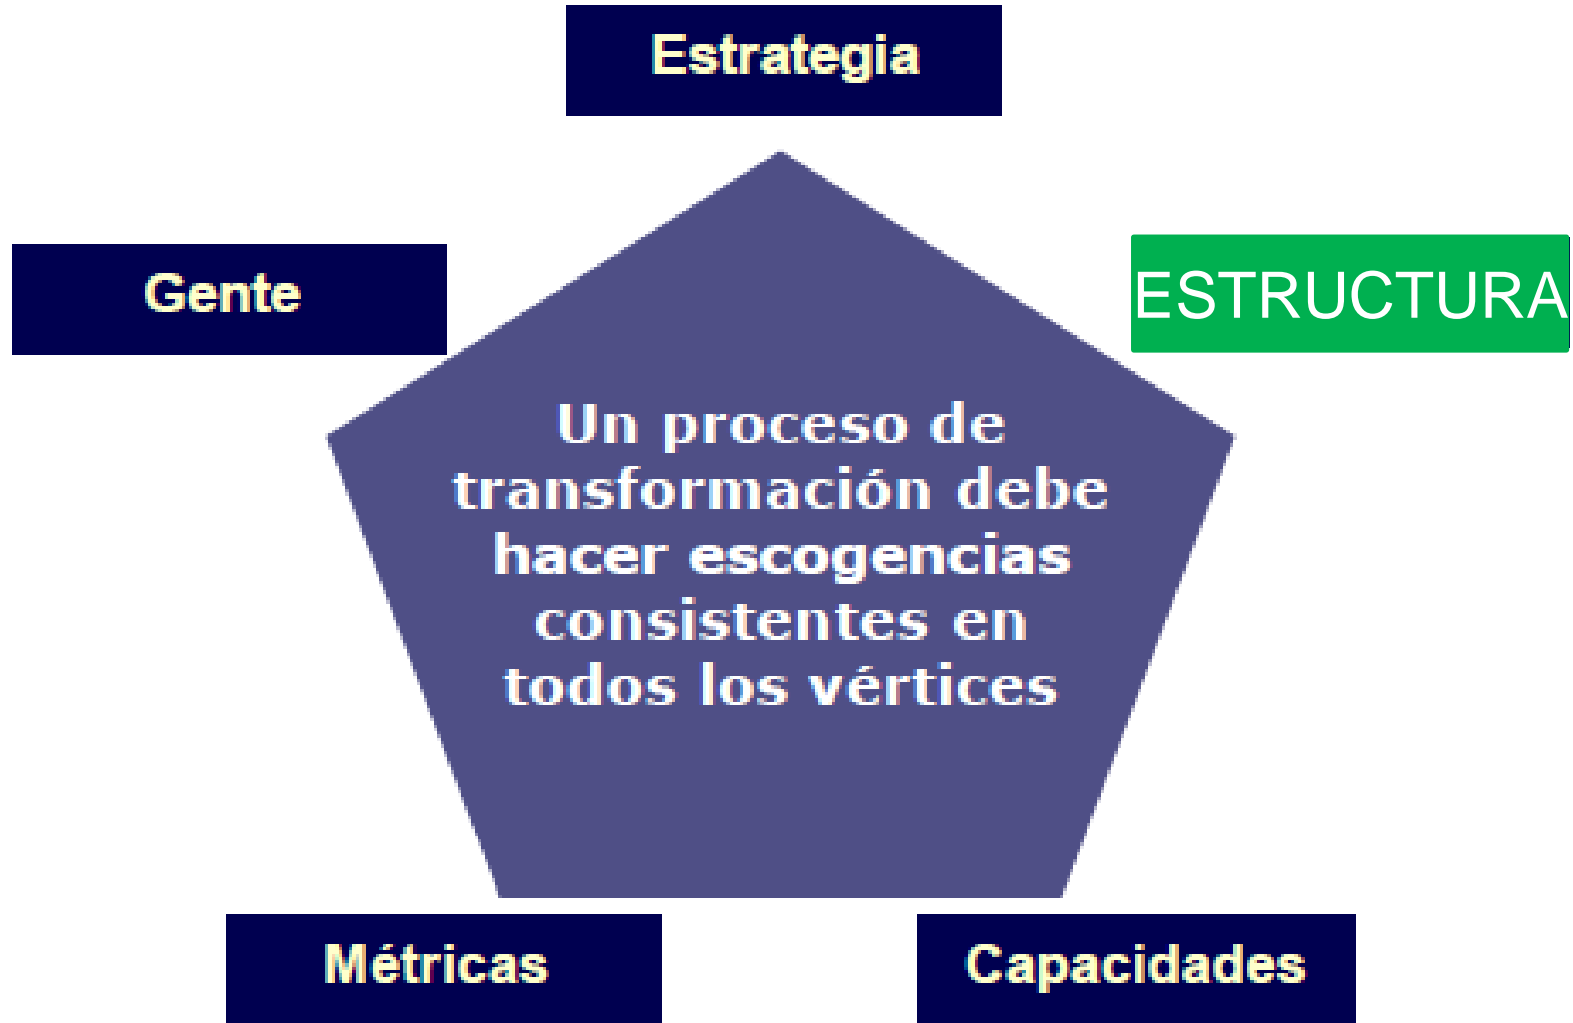 Estrategia
Gente
ESTRUCTURA
Un proceso de
transformación debe
hacer escogencias
consistentes en
todos los vértices
Métricas
Capacidades